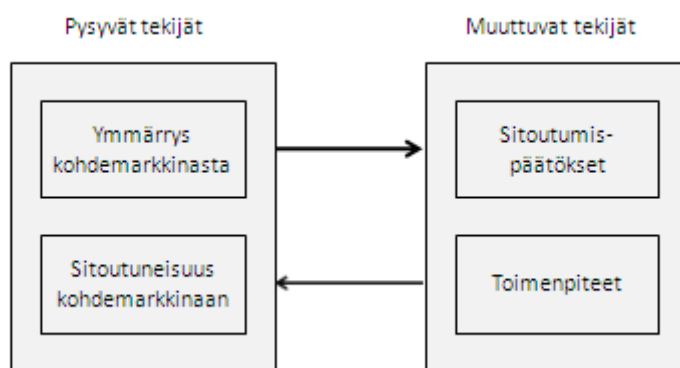 Pysyvät tekijät
Muuttuvat tekijät
Ymmärrys
kohdemarkkinasta
Sitoutumis-
päätökset
Sitoutuneisuus
kohdemarkkinaan
Toimenpiteet